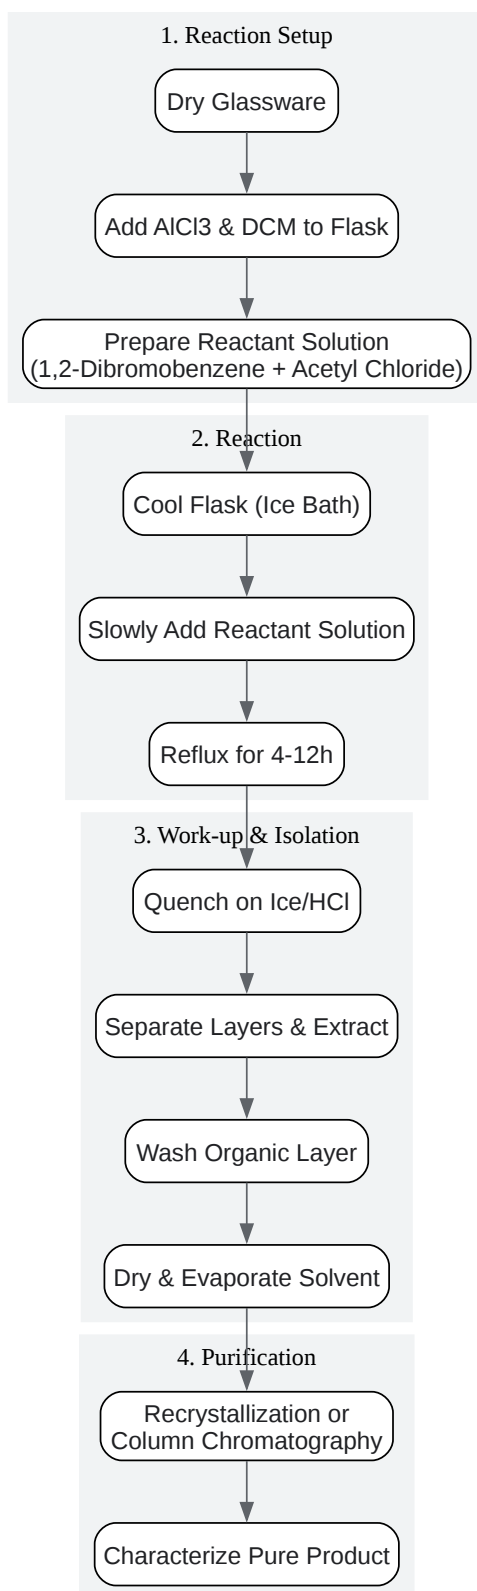 1. Reaction Setup
Dry Glassware
Add AlCl3 & DCM to Flask
Prepare Reactant Solution
(1,2-Dibromobenzene + Acetyl Chloride)
2. Reaction
Cool Flask (Ice Bath)
Slowly Add Reactant Solution
Reflux for 4-12h
3. Work-up & Isolation
Quench on Ice/HCl
Separate Layers & Extract
Wash Organic Layer
Dry & Evaporate Solvent
4. Purification
Recrystallization or
Column Chromatography
Characterize Pure Product